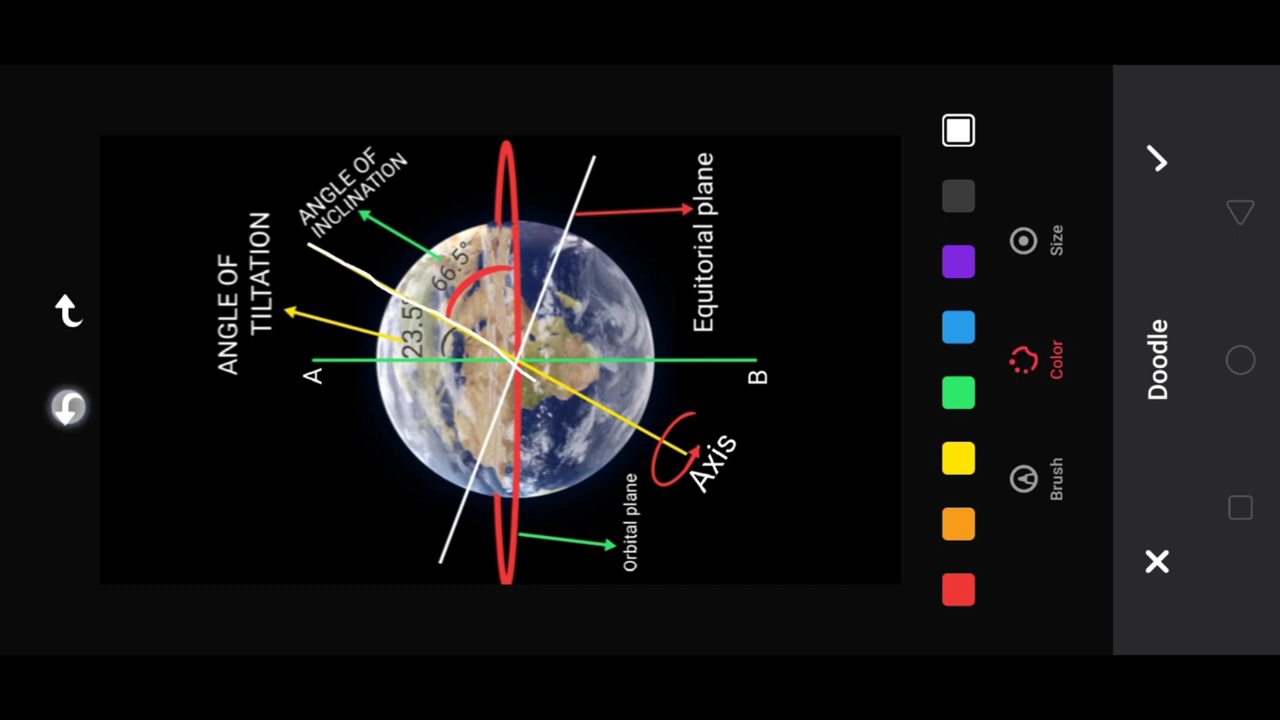 ANGLE OF
TILTATION
ANGLE OF
INCLINATION
A
23.5°
66.5°
Equitorial plane
Orbital plane
Axis
B
Brush
Color
Size
Doodle